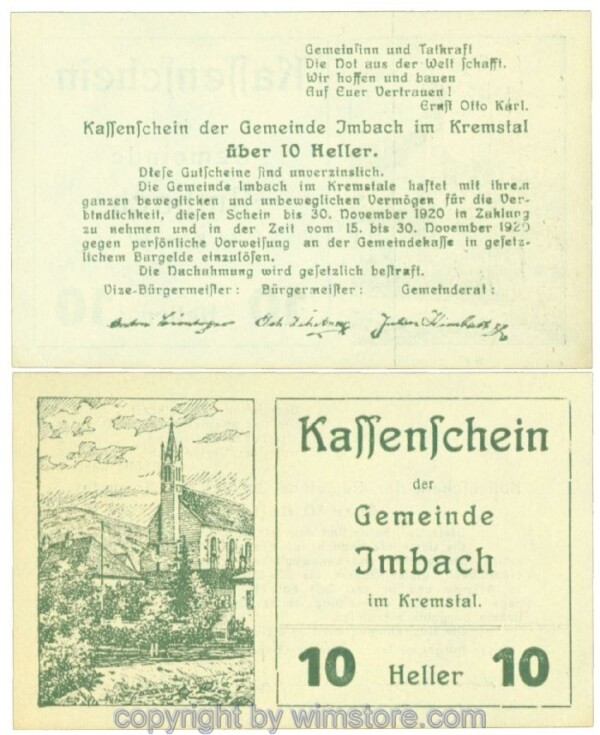 Gemeinſinn und Tatkraft
Die Not aus der Welt ſchafft.
Wir hoffen und bauen
Auf Euer Vertrauen!
Ernſt Otto Karl.
Kaſſenſchein der Gemeinde Imbach im Kremstal
über 10 Heller.
Dieſe Gutſcheine ſind unverzinslich.
Die Gemeinde Imbach im Kremstale haftet mit ihren
ganzen beweglichen und unbeweglichen Vermögen für die Ver-
bindlichkeit, dieſen Schein bis 30. November 1920 in Zahlung
zu nehmen und in der Zeit vom 15. bis 30. November 1920
gegen perſönliche Vorweiſung an der Gemeindekaſſe in geſetz-
lichem Bargelde einzulöſen.
Die Nachahmung wird geſetzlich beſtraft.
Vize-Bürgermeiſter: Bürgermeiſter: Gemeinderat:
Kaſſenſchein
der
Gemeinde
Imbach
im Kremstal.
10 Heller 10
copyright by wimstore.com